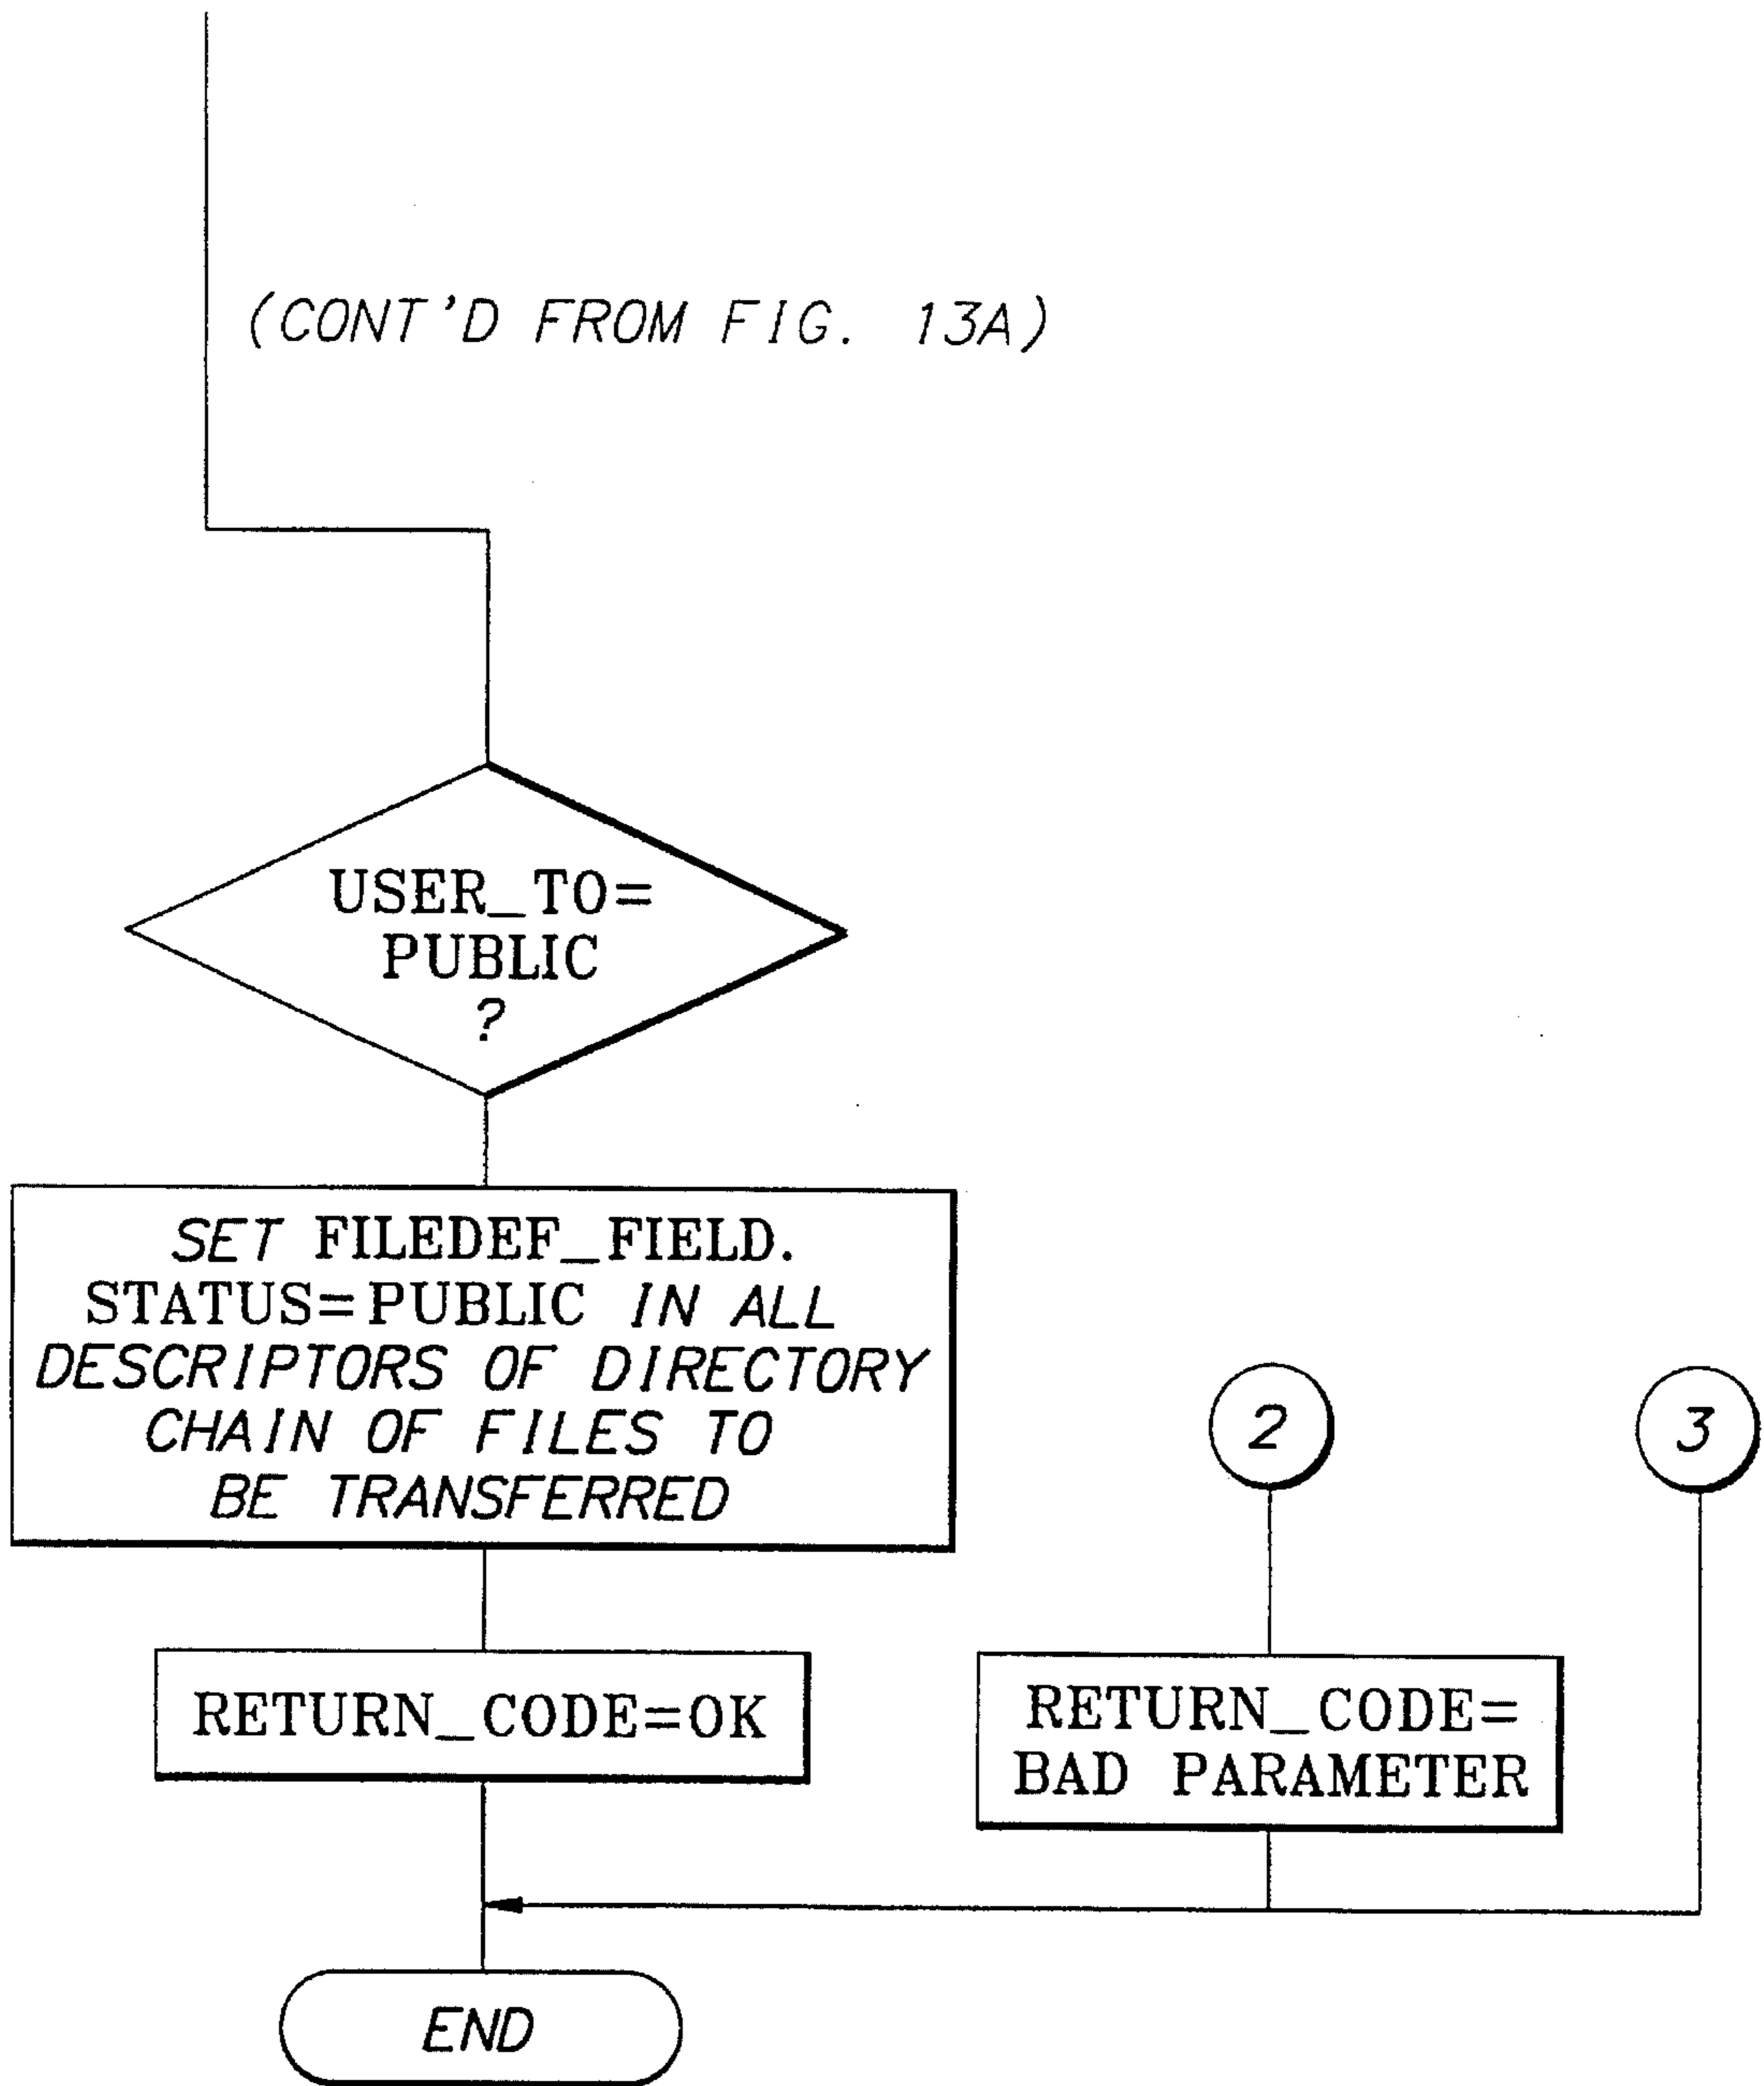 (CONT'D FROM FIG. 13A)
USER_TO=
PUBLIC
?
SET FILEDEF_FIELD.
STATUS=PUBLIC IN ALL
DESCRIPTORS OF DIRECTORY
CHAIN OF FILES TO
BE TRANSFERRED
2
3
RETURN_CODE=OK
RETURN_CODE=
BAD PARAMETER
END